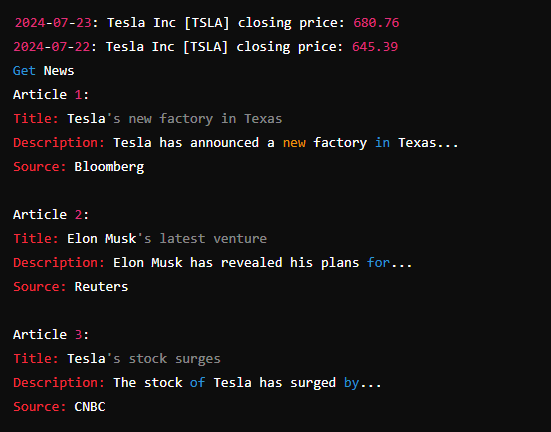 2024-07-23: Tesla Inc [TSLA] closing price: 680.76
2024-07-22: Tesla Inc [TSLA] closing price: 645.39
Get News
Article 1:
Title: Tesla's new factory in Texas
Description: Tesla has announced a new factory in Texas...
Source: Bloomberg
Article 2:
Title: Elon Musk's latest venture
Description: Elon Musk has revealed his plans for...
Source: Reuters
Article 3:
Title: Tesla's stock surges
Description: The stock of Tesla has surged by...
Source: CNBC